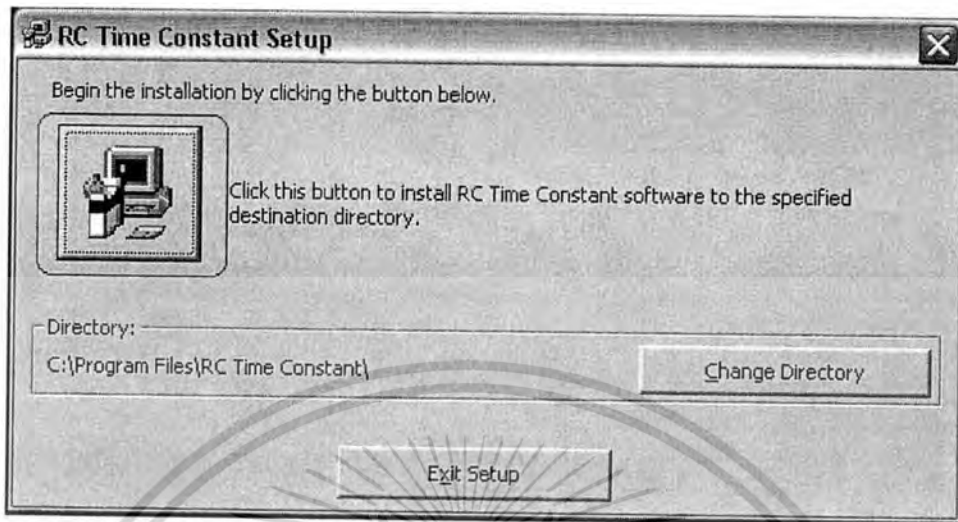 RC Time Constant Setup
Begin the installation by clicking the button below.
Click this button to install RC Time Constant software to the specified
destination directory.
Directory:
C:\Program Files\RC Time Constant\
Change Directory
Exit Setup